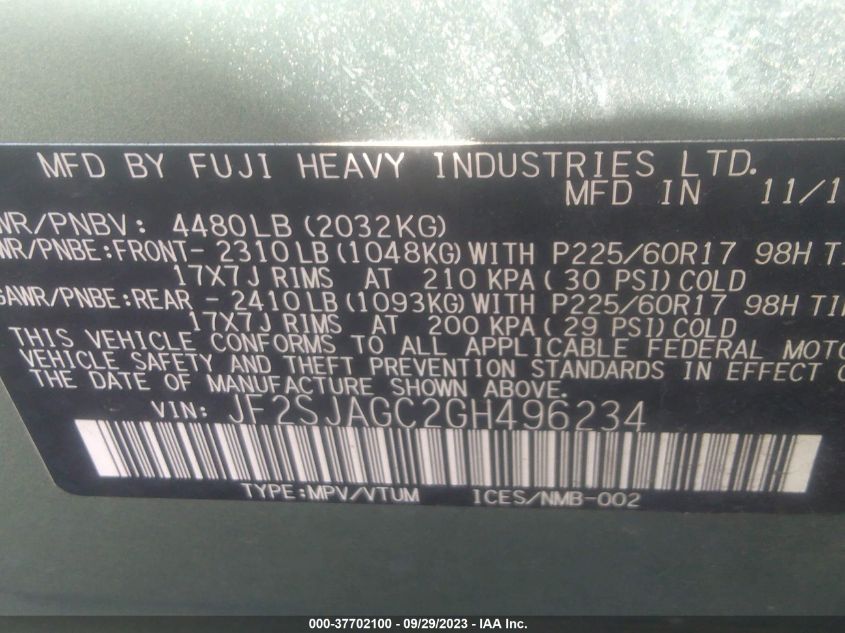 MFD BY FUJI HEAVY INDUSTRIES LTD.
MFD IN 11/1
WR/PNBV: 4480LB (2032KG)
WR/PNBE:FRONT- 2310LB (1048KG) WITH P225/60R17 98H TI
17X7J RIMS AT 210 KPA ( 30 PSI) COLD
GAWR/PNBE:REAR - 2410LB (1093KG) WITH P225/60R17 98H TI
17X7J RIMS AT 200 KPA ( 29 PSI) COLD
THIS VEHICLE CONFORMS TO ALL APPLICABLE FEDERAL MOTO
VEHICLE SAFETY AND THEFT PREVENTION STANDARDS IN EFFECT O
THE DATE OF MANUFACTURE SHOWN ABOVE.
VIN: JF2SJAGC2GH496234
TYPE:MPV/VTUM ICES/NMB-002
000-37702100 - 09/29/2023 - IAA Inc.